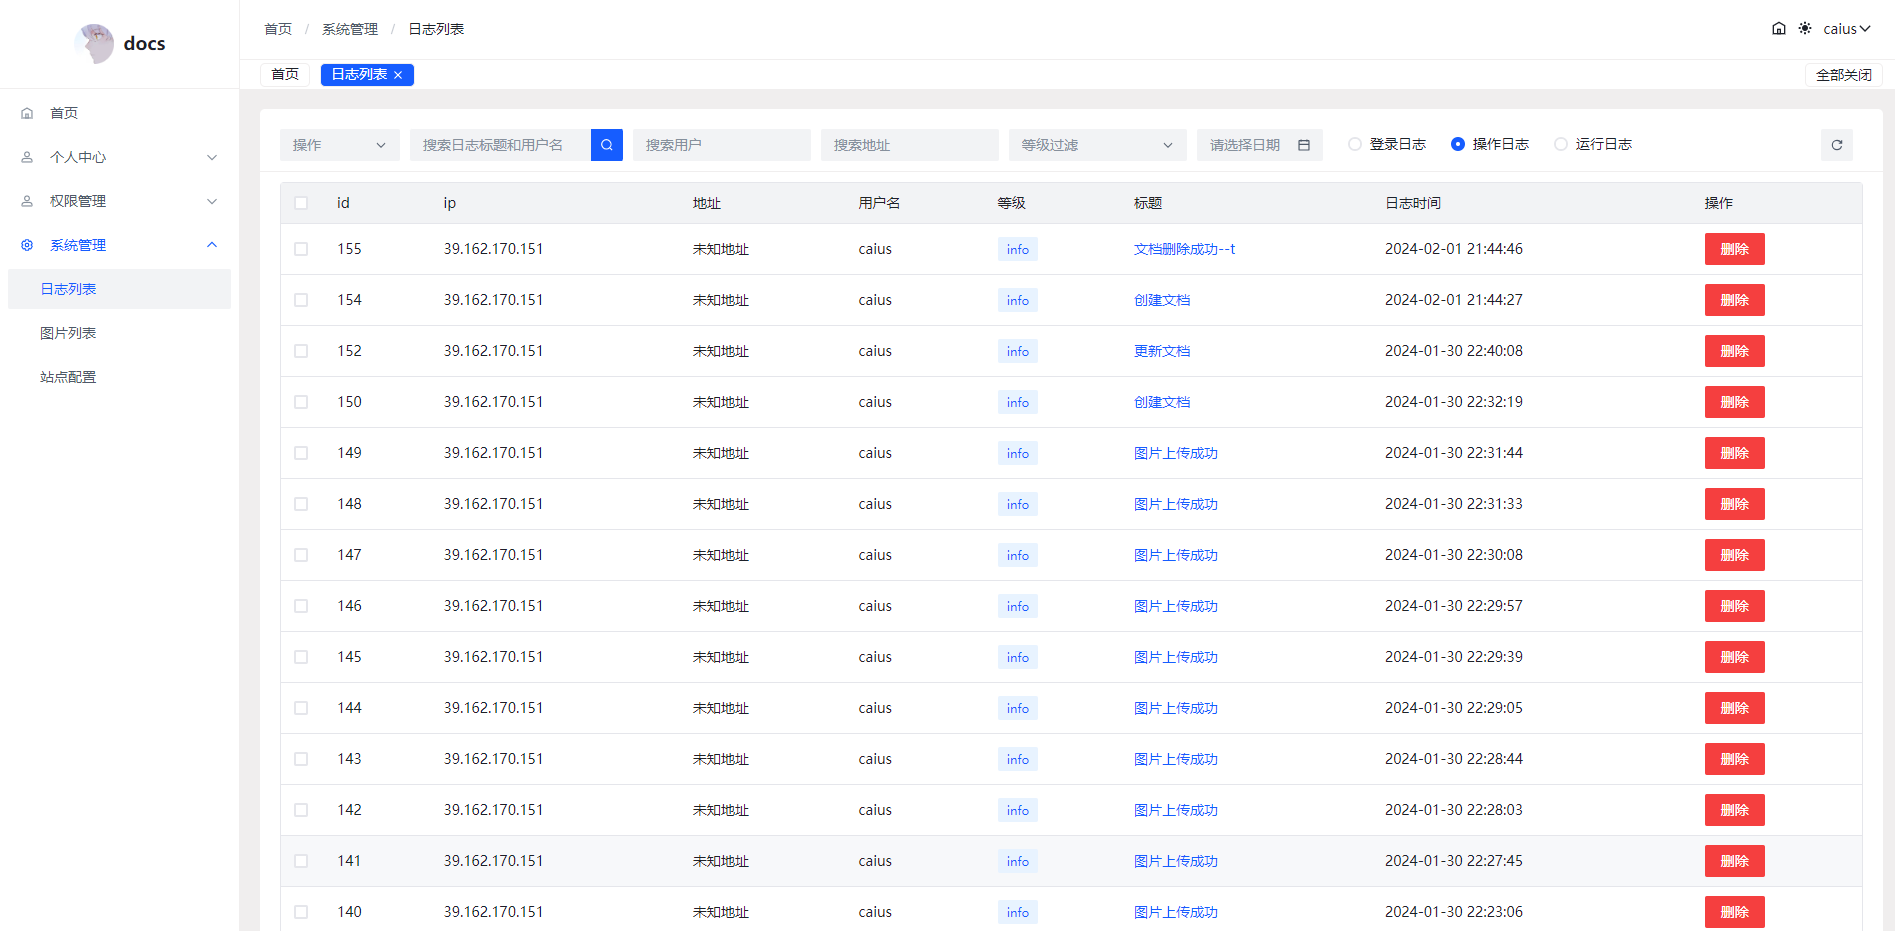 docs
首页
个人中心
权限管理
系统管理
日志列表
图片列表
站点配置
首页 / 系统管理 / 日志列表
caius
首页 日志列表 全部关闭
操作 搜索日志标题和用户名 搜索用户 搜索地址 等级过滤 请选择日期 登录日志 操作日志 运行日志
id ip 地址 用户名 等级 标题 日志时间 操作
155 39.162.170.151 未知地址 caius info 文档删除成功--t 2024-02-01 21:44:46 删除
154 39.162.170.151 未知地址 caius info 创建文档 2024-02-01 21:44:27 删除
152 39.162.170.151 未知地址 caius info 更新文档 2024-01-30 22:40:08 删除
150 39.162.170.151 未知地址 caius info 创建文档 2024-01-30 22:32:19 删除
149 39.162.170.151 未知地址 caius info 图片上传成功 2024-01-30 22:31:44 删除
148 39.162.170.151 未知地址 caius info 图片上传成功 2024-01-30 22:31:33 删除
147 39.162.170.151 未知地址 caius info 图片上传成功 2024-01-30 22:30:08 删除
146 39.162.170.151 未知地址 caius info 图片上传成功 2024-01-30 22:29:57 删除
145 39.162.170.151 未知地址 caius info 图片上传成功 2024-01-30 22:29:39 删除
144 39.162.170.151 未知地址 caius info 图片上传成功 2024-01-30 22:29:05 删除
143 39.162.170.151 未知地址 caius info 图片上传成功 2024-01-30 22:28:44 删除
142 39.162.170.151 未知地址 caius info 图片上传成功 2024-01-30 22:28:03 删除
141 39.162.170.151 未知地址 caius info 图片上传成功 2024-01-30 22:27:45 删除
140 39.162.170.151 未知地址 caius info 图片上传成功 2024-01-30 22:23:06 删除